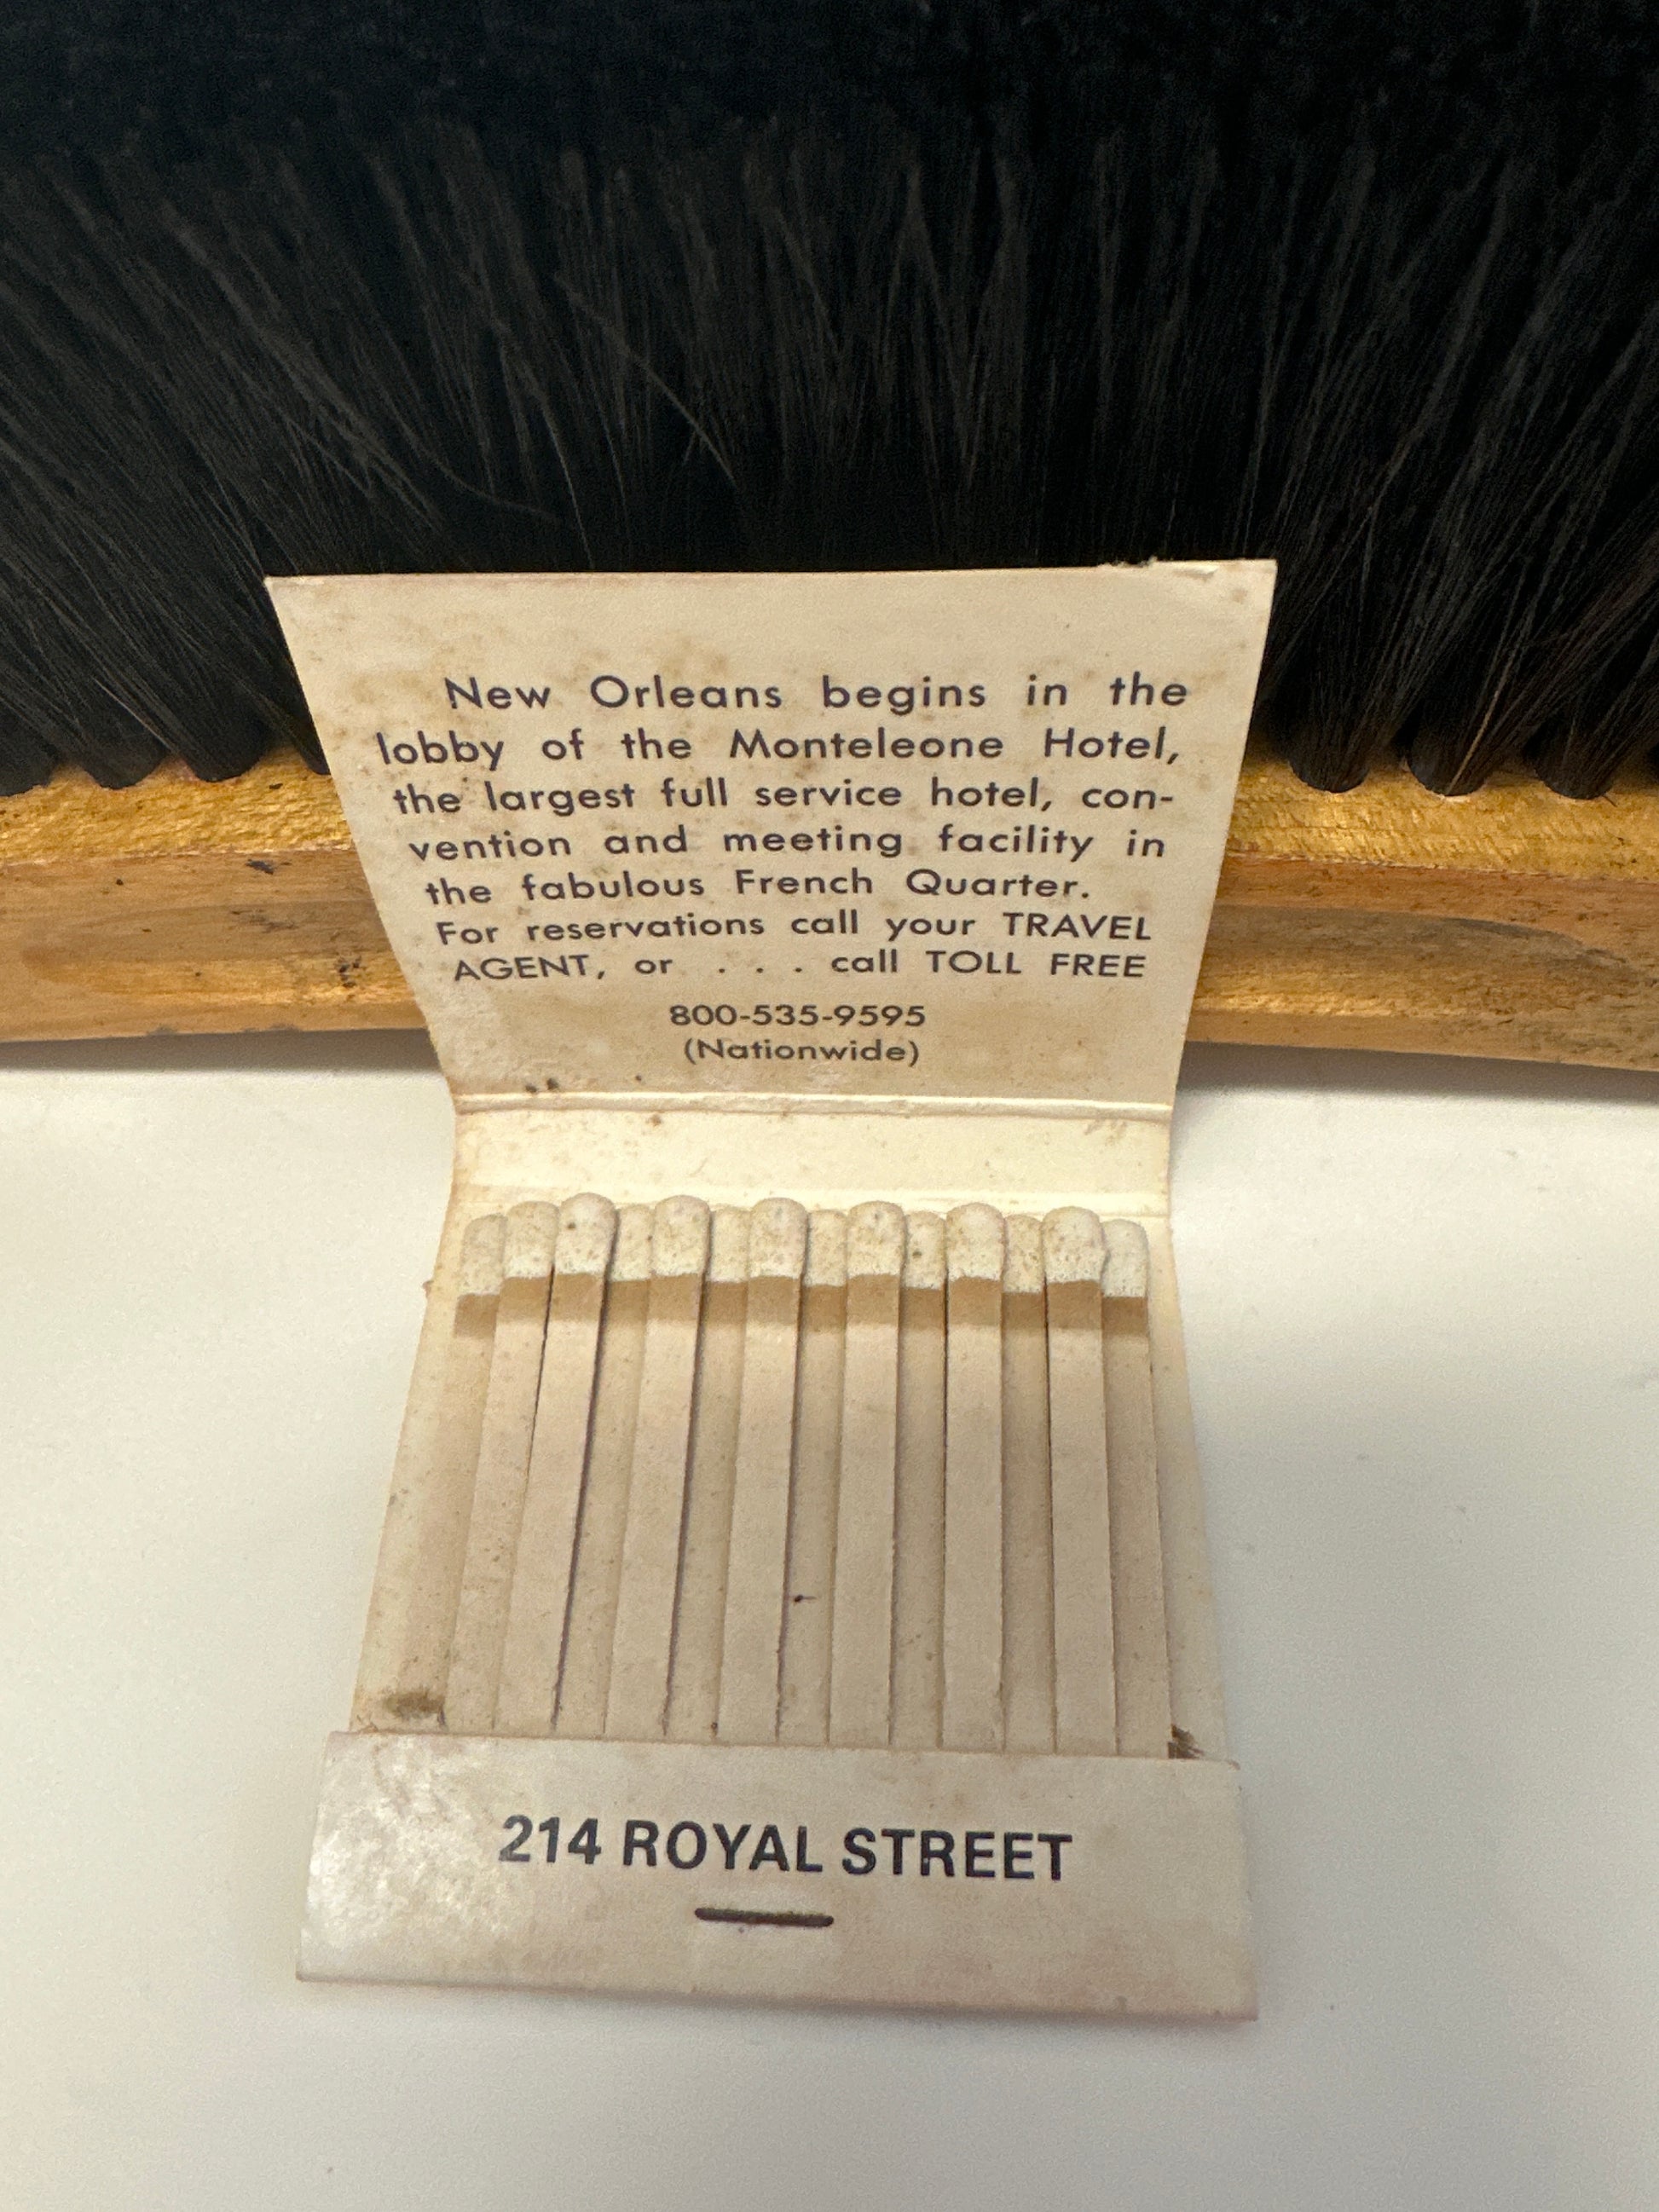 New Orleans begins in the
lobby of the Monteleone Hotel,
the largest full service hotel, con-
vention and meeting facility in
the fabulous French Quarter.
For reservations call your TRAVEL
AGENT, or . . . call TOLL FREE
800-535-9595
(Nationwide)
214 ROYAL STREET